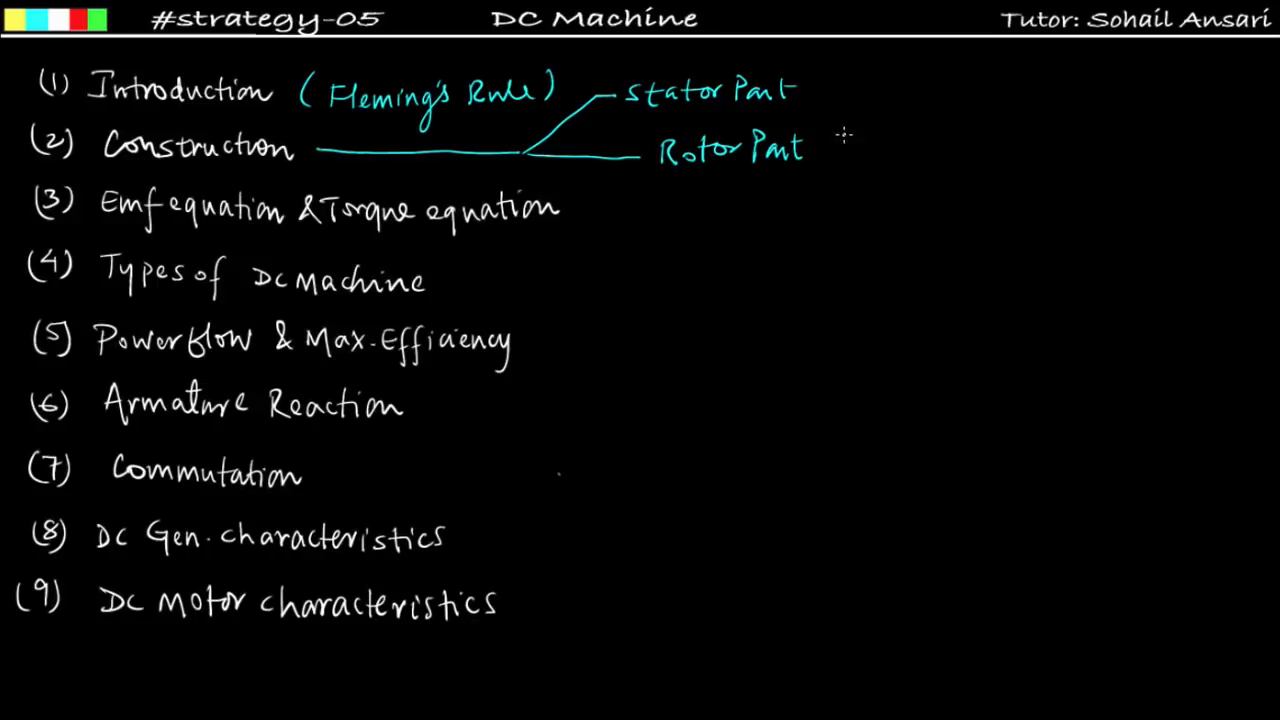 #strategy-05 DC Machine Tutor: Sohail Ansari
(1) Introduction (Fleming's Rule) Stator Part
(2) Construction Rotor Part
(3) Emf equation & Torque equation
(4) Types of DC Machine
(5) Power flow & Max. Efficiency
(6) Armature Reaction
(7) Commutation
(8) DC Gen. characteristics
(9) DC Motor characteristics